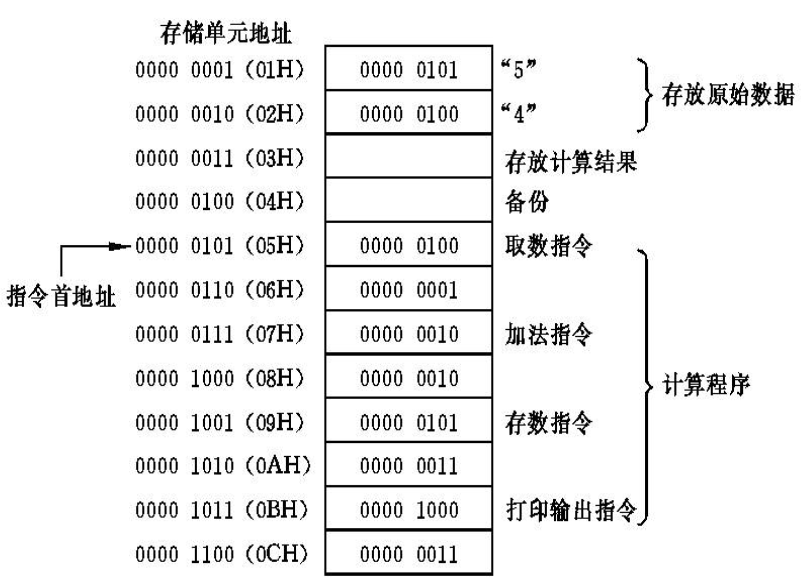 存储单元地址
0000 0001 (01H) 0000 0101 “5”
存放原始数据
0000 0010 (02H) 0000 0100 “4”
0000 0011 (03H) 存放计算结果
0000 0100 (04H) 备份
0000 0101 (05H) 0000 0100 取数指令
指令首地址 0000 0110 (06H) 0000 0001
0000 0111 (07H) 0000 0010 加法指令
0000 1000 (08H) 0000 0010
计算程序
0000 1001 (09H) 0000 0101 存数指令
0000 1010 (0AH) 0000 0011
0000 1011 (0BH) 0000 1000 打印输出指令
0000 1100 (0CH) 0000 0011